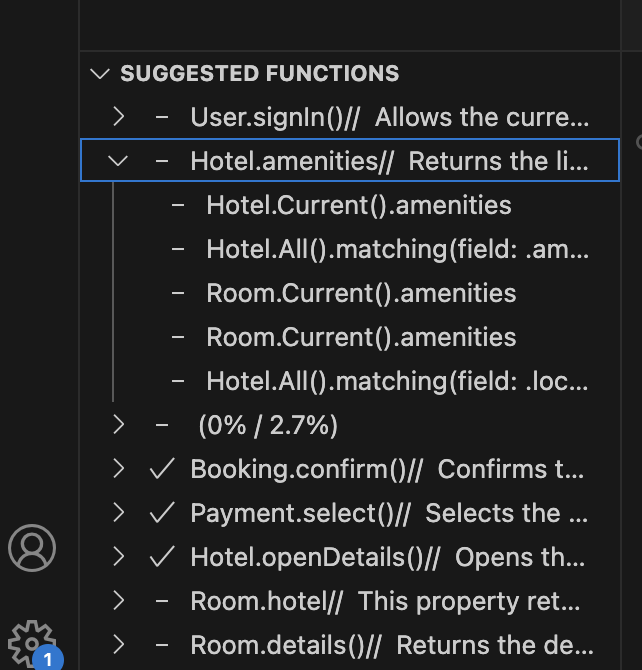 SUGGESTED FUNCTIONS
User.signIn()// Allows the curre...
Hotel.amenities// Returns the li...
Hotel.Current().amenities
Hotel.All().matching(field: .am...
Room.Current().amenities
Room.Current().amenities
Hotel.All().matching(field: .loc...
(0% / 2.7%)
Booking.confirm()// Confirms t...
Payment.select()// Selects the ...
Hotel.openDetails()// Opens th...
Room.hotel// This property ret...
Room.details()// Returns the de...
1